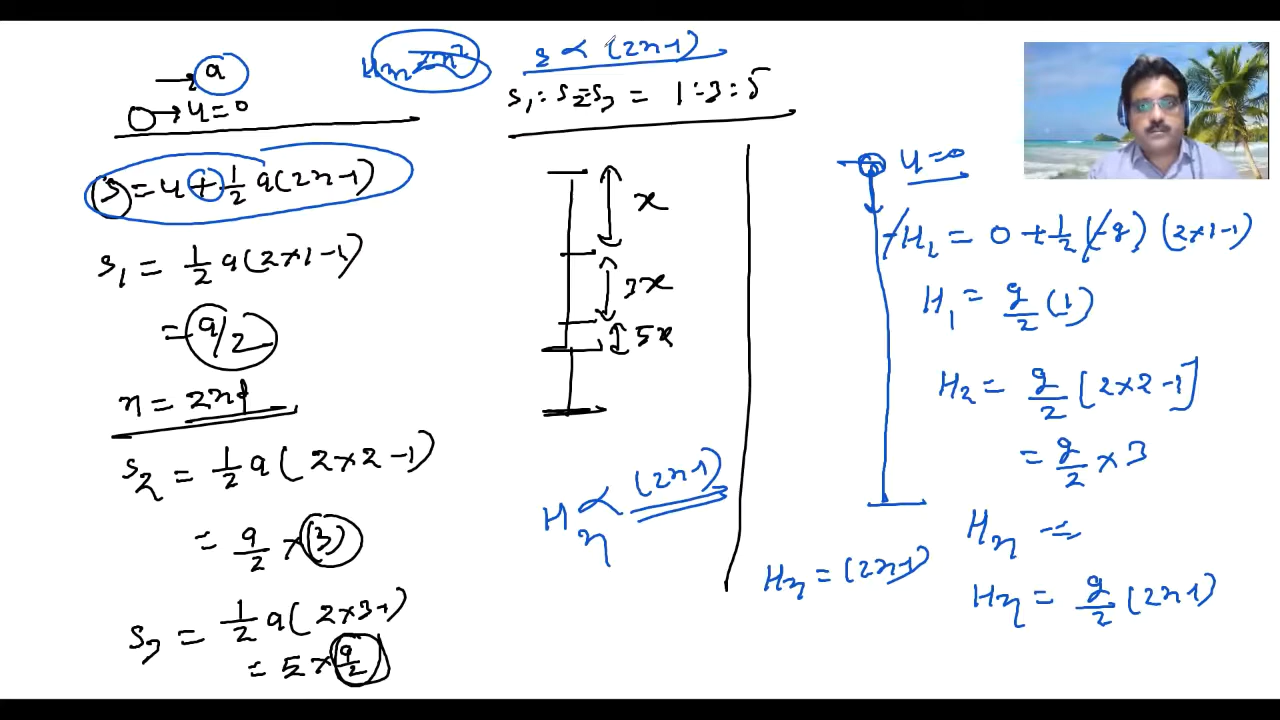 a
u = 0
s = u + 1/2 a(2n-1)
s₁ = 1/2 a(2×1-1)
= a/2
n = 2nd
s₂ = 1/2 a(2×2-1)
= a/2 × (3)
s₃ = 1/2 a(2×3-1)
= 5 × a/2
s ∝ (2n-1)
s₁ : s₂ : s₃ = 1 : 3 : 5
x
3x
5x
Hₙ ∝ (2n-1)
u = 0
-H₁ = 0 + 1/2 (-g) (2×1-1)
H₁ = g/2 (1)
H₂ = g/2 [2×2-1]
= g/2 × 3
Hₙ =
Hₙ = (2n-1)
Hₙ = g/2 (2n-1)